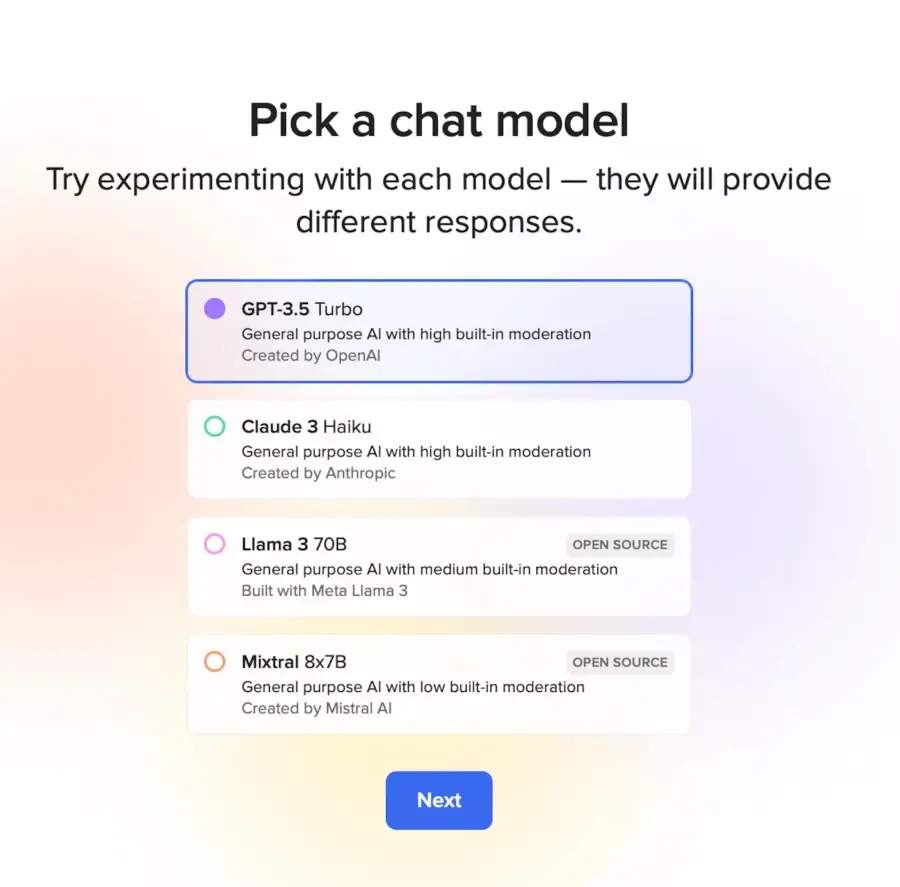 Pick a chat model
Try experimenting with each model — they will provide
different responses.
GPT-3.5 Turbo
General purpose AI with high built-in moderation
Created by OpenAI
Claude 3 Haiku
General purpose AI with high built-in moderation
Created by Anthropic
Llama 3 70B
OPEN SOURCE
General purpose AI with medium built-in moderation
Built with Meta Llama 3
Mixtral 8x7B
OPEN SOURCE
General purpose AI with low built-in moderation
Created by Mistral AI
Next